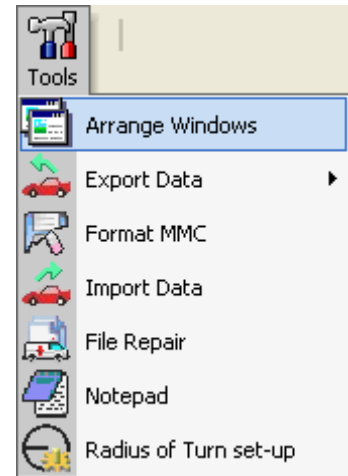 Tools
Arrange Windows
Export Data
Format MMC
Import Data
File Repair
Notepad
Radius of Turn set-up